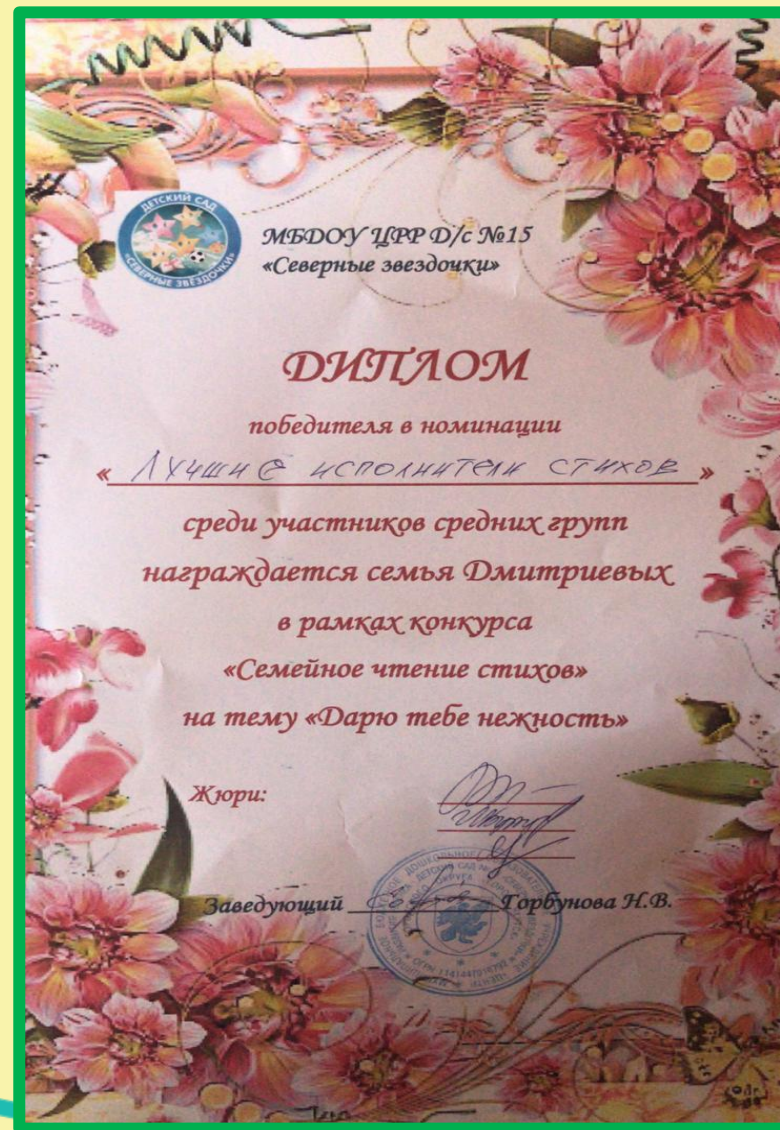 ДЕТСКИЙ САД
«СЕВЕРНЫЕ ЗВЁЗДОЧКИ»
МБДОУ ЦРР Д/с №15
«Северные звездочки»
ДИПЛОМ
победителя в номинации
« Лучшие исполнители стихов »
среди участников средних групп
награждается семья Дмитриевых
в рамках конкурса
«Семейное чтение стихов»
на тему «Дарю тебе нежность»
Жюри:
Заведующий Горбунова Н.В.